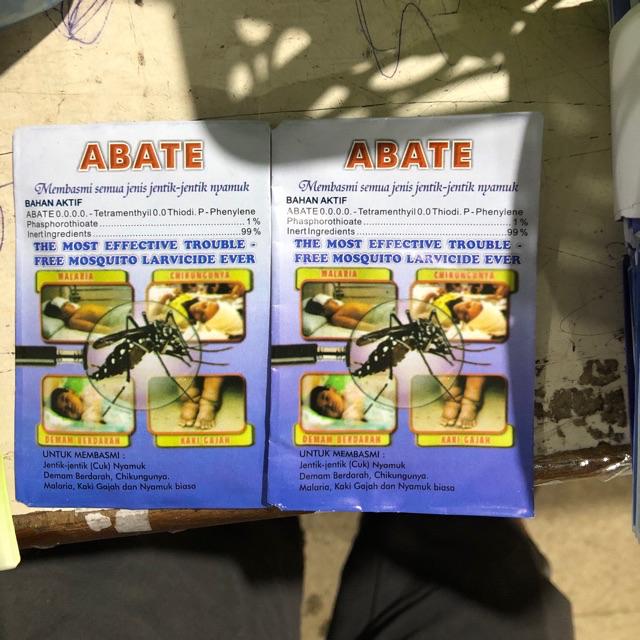 ABATE
Membasmi semua jenis jentik-jentik nyamuk
BAHAN AKTIF
ABATE 0.0.0.0. - Tetramenthyil 0.0 Thiodi. P - Phenylene
Phasphorothioate 1 %
Inert Ingredients 99 %
THE MOST EFFECTIVE TROUBLE -
FREE MOSQUITO LARVICIDE EVER
MALARIA
CHIKUNGUNYA
DEMAM BERDARAH
KAKI GAJAH
UNTUK MEMBASMI :
Jentik-jentik (Cuk) Nyamuk
Demam Berdarah, Chikungunya.
Malaria, Kaki Gajah dan Nyamuk biasa
ABATE
Membasmi semua jenis jentik-jentik nyamuk
BAHAN AKTIF
ABATE 0.0.0.0. - Tetramenthyil 0.0 Thiodi. P - Phenylene
Phasphorothioate 1 %
Inert Ingredients 99 %
THE MOST EFFECTIVE TROUBLE -
FREE MOSQUITO LARVICIDE EVER
MALARIA
CHIKUNGUNYA
DEMAM BERDARAH
KAKI GAJAH
UNTUK MEMBASMI :
Jentik-jentik (Cuk) Nyamuk
Demam Berdarah, Chikungunya.
Malaria, Kaki Gajah dan Nyamuk biasa